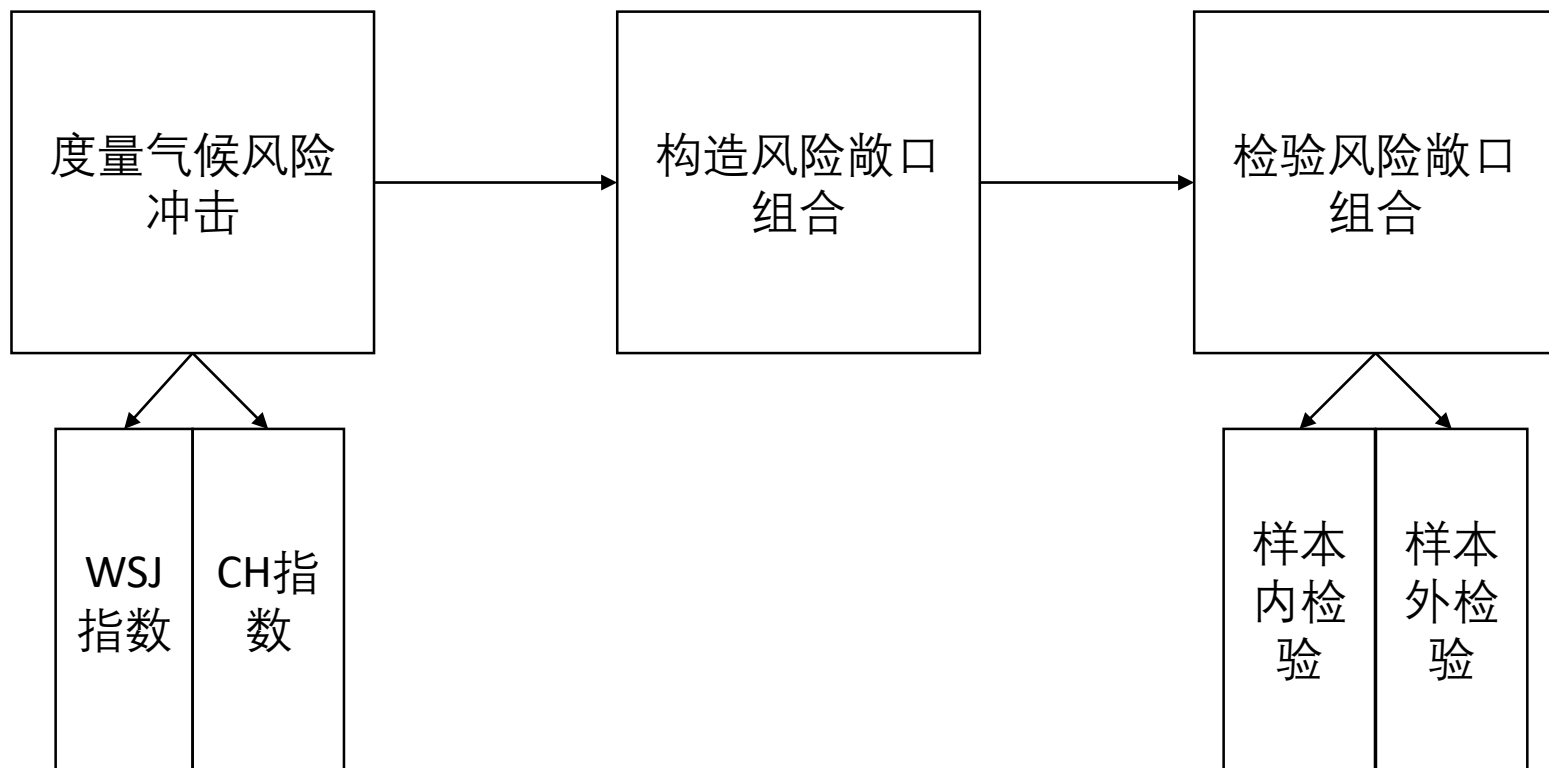 度量气候风险
冲击
构造风险敞口
组合
检验风险敞口
组合
WSJ
指数
CH指
数
样本
内检
验
样本
外检
验